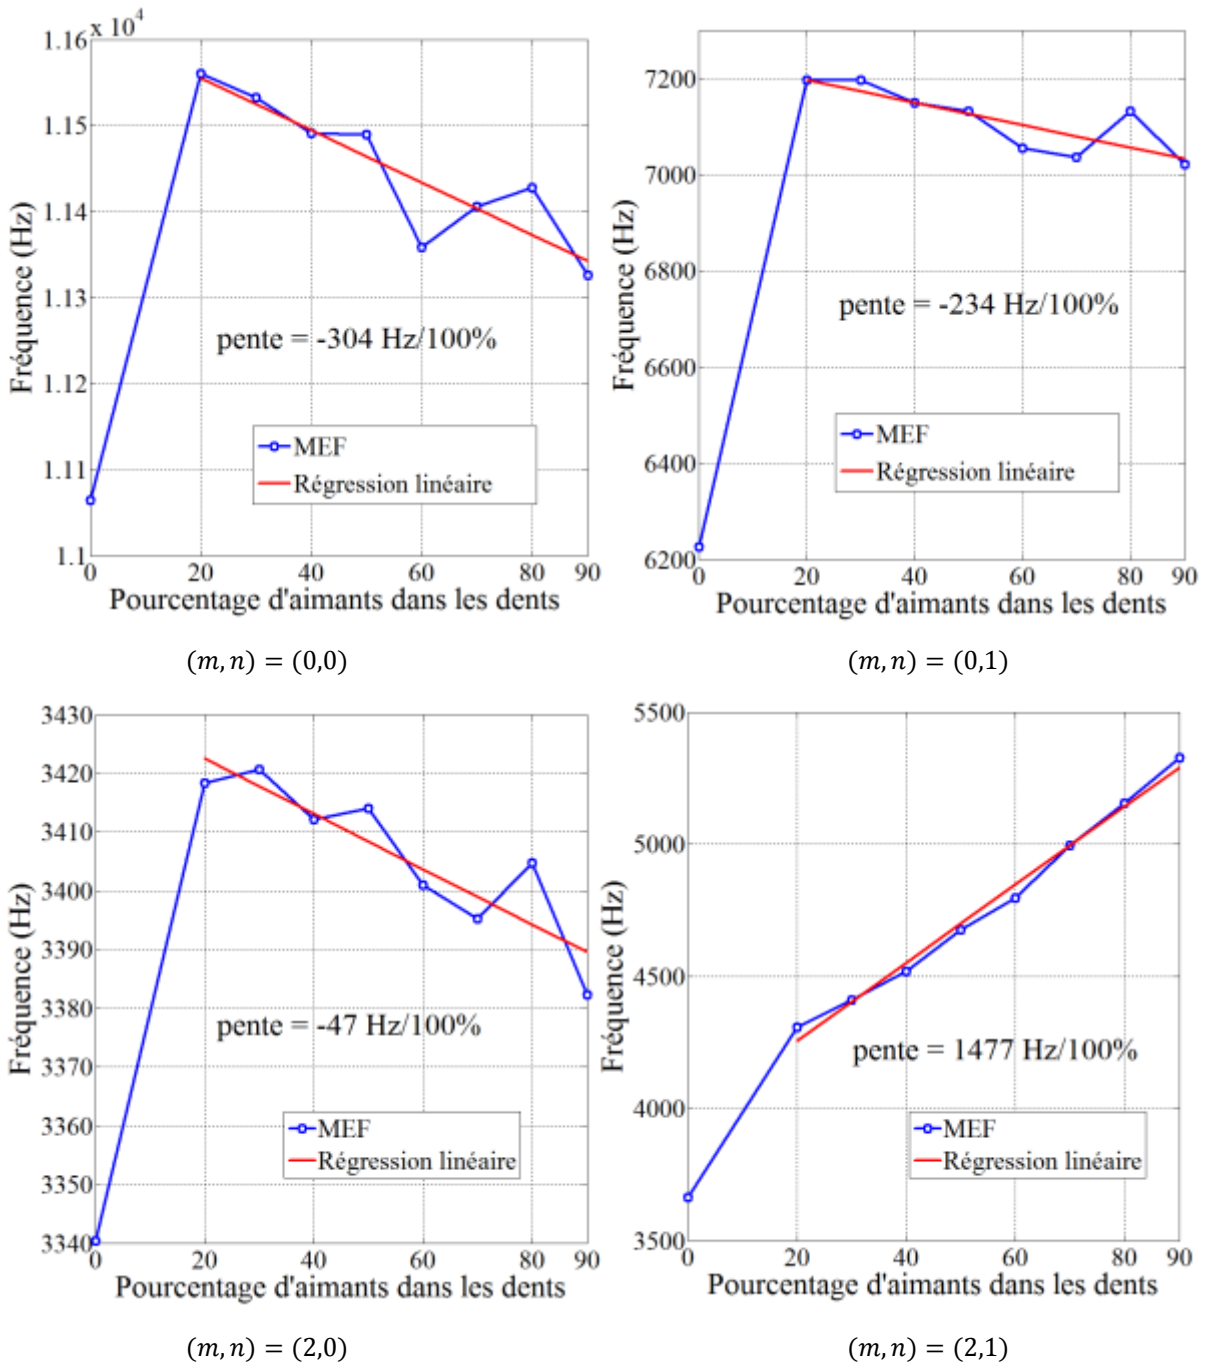 x 10⁴
1.16
1.15
1.14
1.13
1.12
1.11
1.1
Fréquence (Hz)
pente = -304 Hz/100%
MEF
Régression linéaire
0 20 40 60 80 90
Pourcentage d'aimants dans les dents
(m, n) = (0,0)
7200
7000
6800
6600
6400
6200
Fréquence (Hz)
pente = -234 Hz/100%
MEF
Régression linéaire
0 20 40 60 80 90
Pourcentage d'aimants dans les dents
(m, n) = (0,1)
3430
3420
3410
3400
3390
3380
3370
3360
3350
3340
Fréquence (Hz)
pente = -47 Hz/100%
MEF
Régression linéaire
0 20 40 60 80 90
Pourcentage d'aimants dans les dents
(m, n) = (2,0)
5500
5000
4500
4000
3500
Fréquence (Hz)
pente = 1477 Hz/100%
MEF
Régression linéaire
0 20 40 60 80 90
Pourcentage d'aimants dans les dents
(m, n) = (2,1)